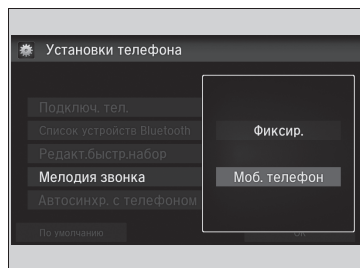 Установки телефона
Подключ. тел.
Список устройств Bluetooth
Редакт.быстр.набор
Мелодия звонка
Автосинхр. с телефоном
Фиксир.
Моб. телефон
По умолчанию
OK